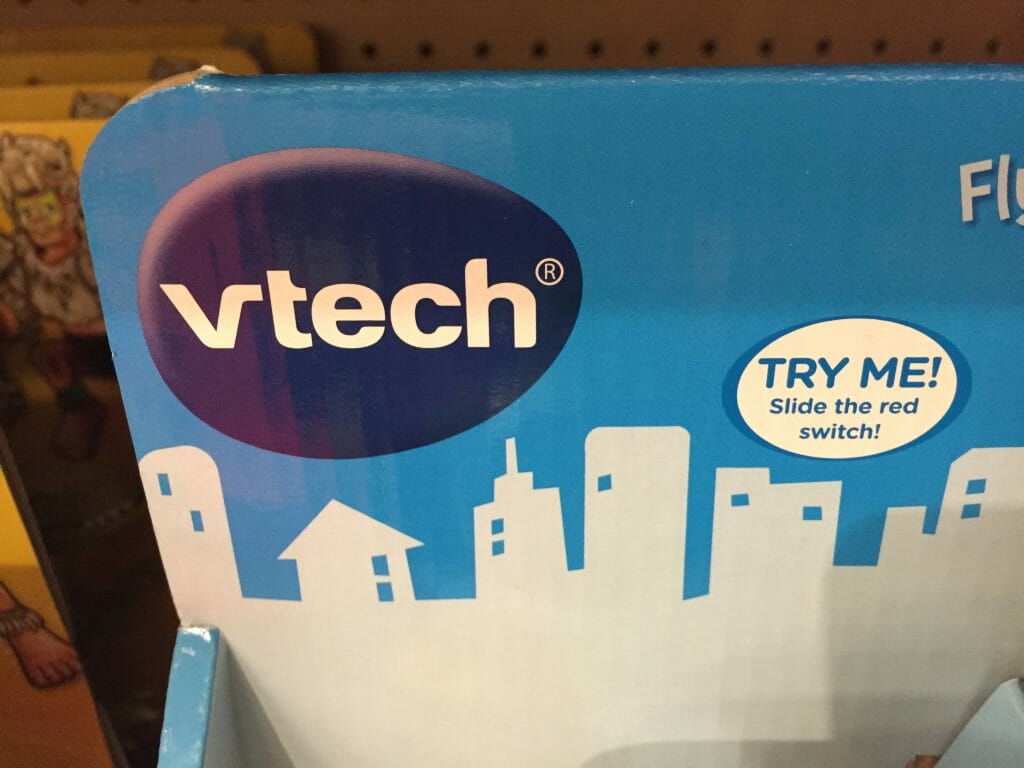 vtech®
TRY ME!
Slide the red
switch!